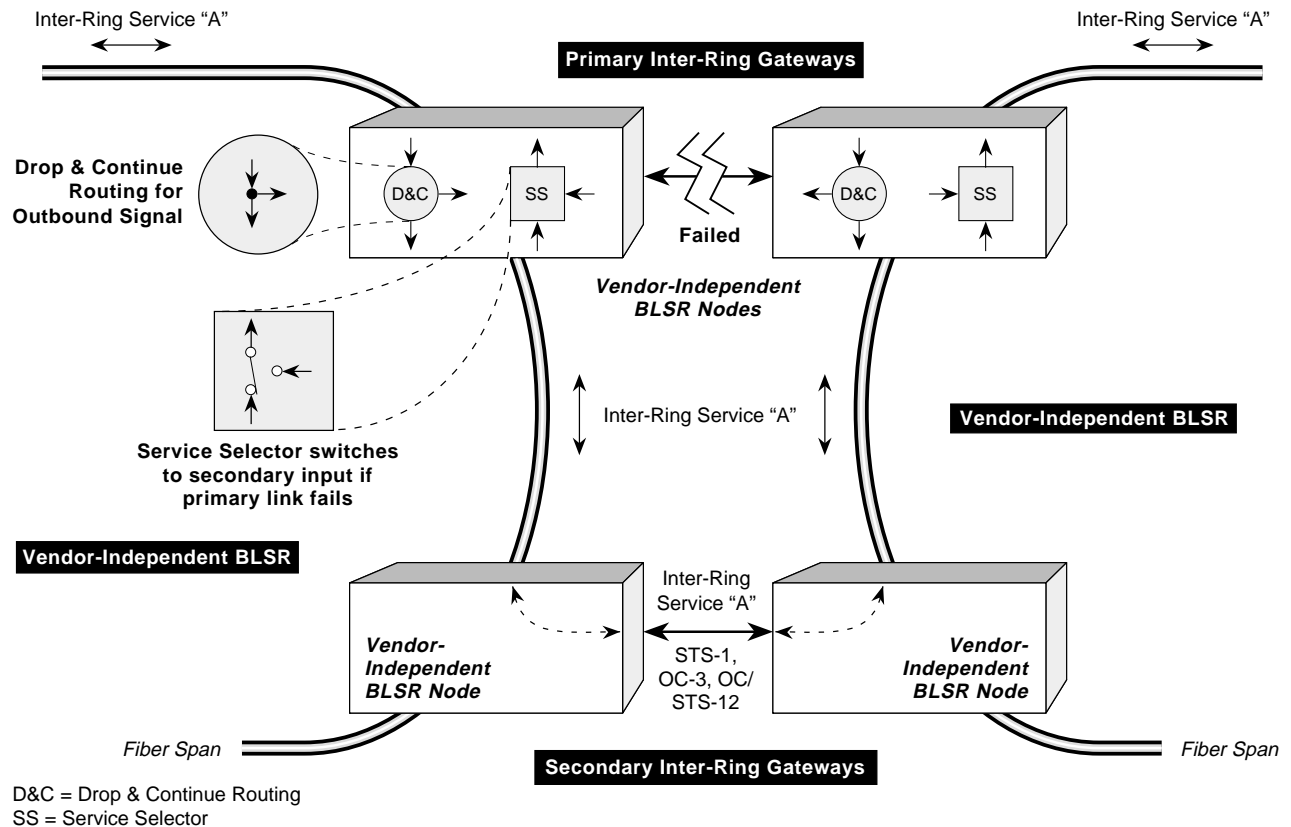 Inter-Ring Service “A”
Inter-Ring Service “A”
Primary Inter-Ring Gateways
Drop & Continue
Routing for
Outbound Signal
D&C
SS
Failed
D&C
SS
Vendor-Independent
BLSR Nodes
Inter-Ring Service “A”
Vendor-Independent BLSR
Service Selector switches
to secondary input if
primary link fails
Vendor-Independent BLSR
Inter-Ring
Service “A”
STS-1,
OC-3, OC/
STS-12
Vendor-
Independent
BLSR Node
Vendor-
Independent
BLSR Node
Fiber Span
Fiber Span
Secondary Inter-Ring Gateways
D&C = Drop & Continue Routing
SS = Service Selector